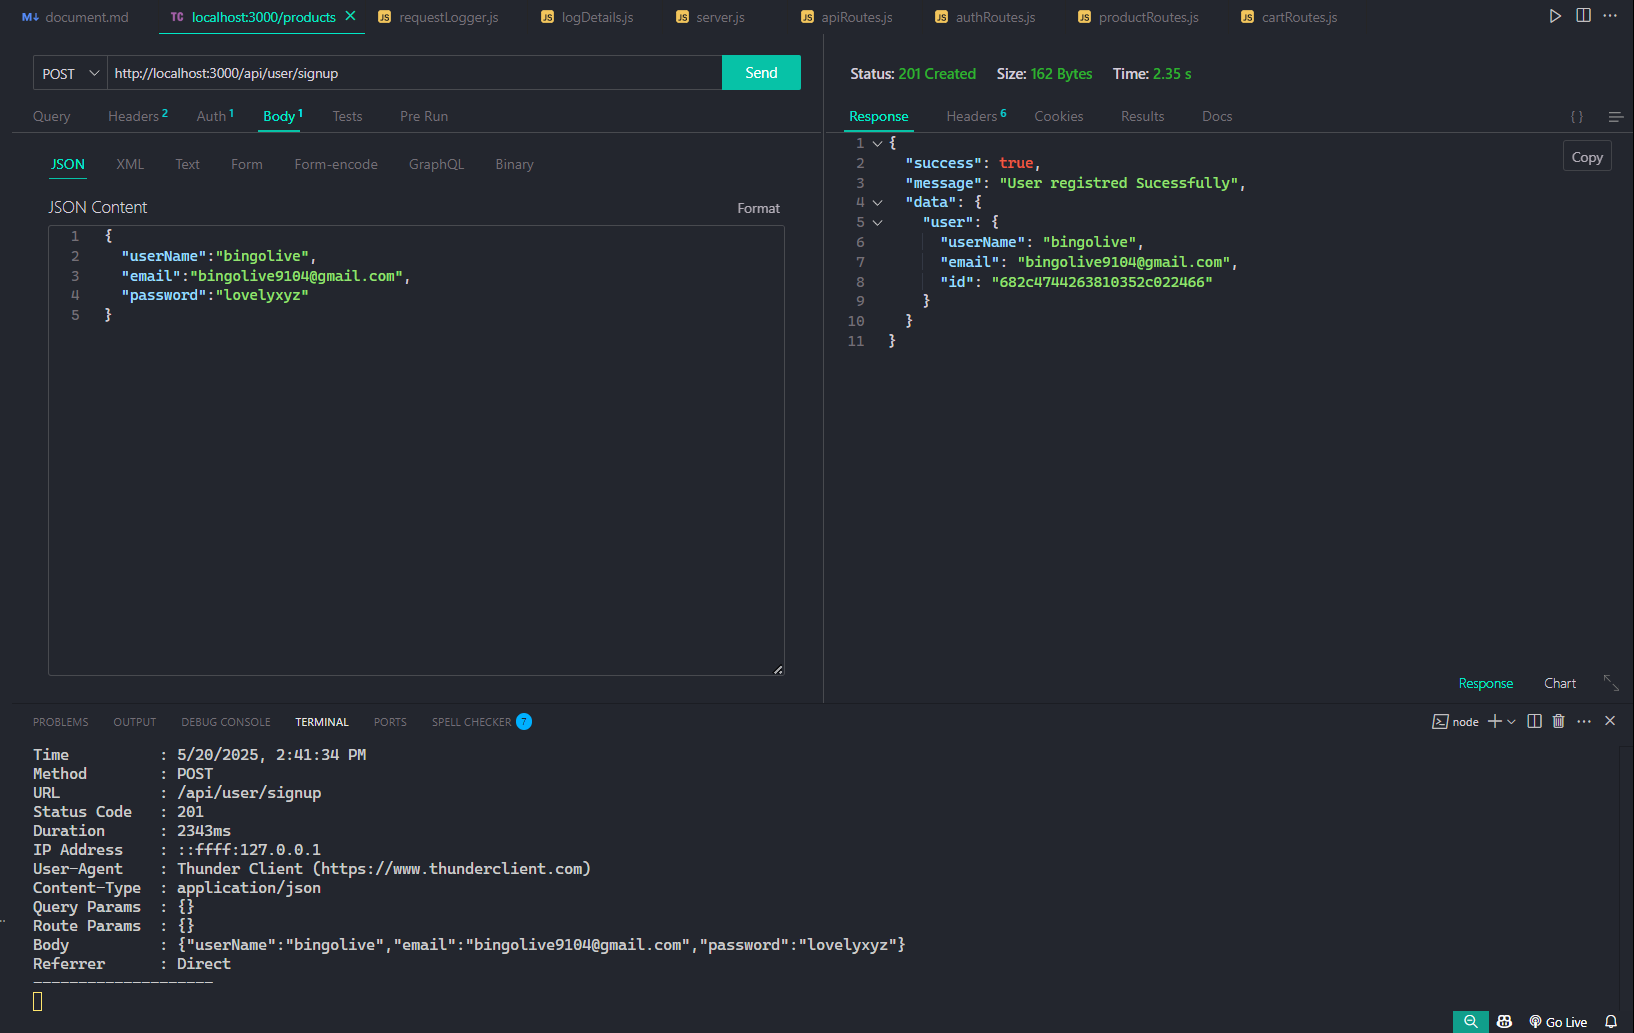 document.md
TC localhost:3000/products
JS requestLogger.js
JS logDetails.js
JS server.js
JS apiRoutes.js
JS authRoutes.js
JS productRoutes.js
JS cartRoutes.js
POST http://localhost:3000/api/user/signup Send
Query Headers 2 Auth 1 Body 1 Tests Pre Run
JSON XML Text Form Form-encode GraphQL Binary
JSON Content Format
1 {
2 "userName":"bingolive",
3 "email":"bingolive9104@gmail.com",
4 "password":"lovelyxyz"
5 }
Status: 201 Created Size: 162 Bytes Time: 2.35 s
Response Headers 6 Cookies Results Docs { }
Copy
1 {
2 "success": true,
3 "message": "User registred Sucessfully",
4 "data": {
5 "user": {
6 "userName": "bingolive",
7 "email": "bingolive9104@gmail.com",
8 "id": "682c4744263810352c022466"
9 }
10 }
11 }
Response Chart
PROBLEMS OUTPUT DEBUG CONSOLE TERMINAL PORTS SPELL CHECKER 7 node
Time : 5/20/2025, 2:41:34 PM
Method : POST
URL : /api/user/signup
Status Code : 201
Duration : 2343ms
IP Address : ::ffff:127.0.0.1
User-Agent : Thunder Client (https://www.thunderclient.com)
Content-Type : application/json
Query Params : {}
Route Params : {}
Body : {"userName":"bingolive","email":"bingolive9104@gmail.com","password":"lovelyxyz"}
Referrer : Direct
--------------------
Go Live